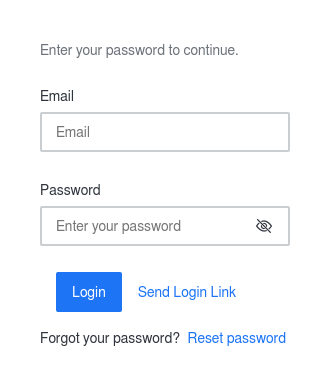 Enter your password to continue.
Email
Email
Password
Enter your password
Login Send Login Link
Forgot your password? Reset password